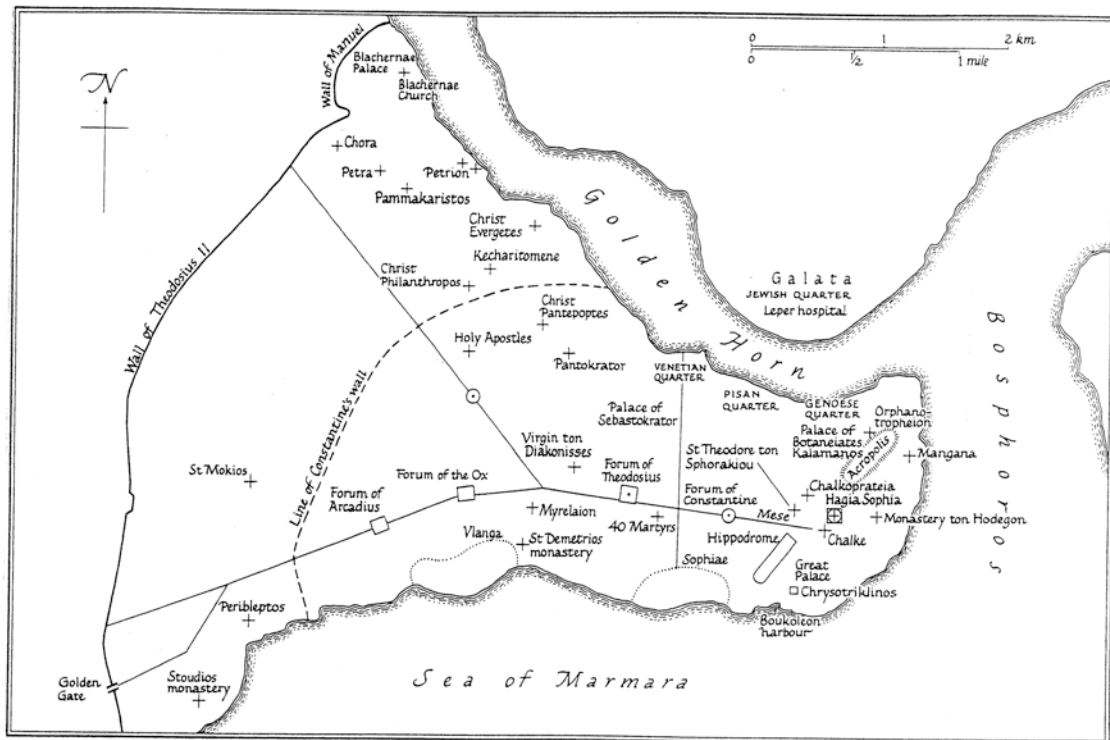 0 1 2 km
0 ½ 1 mile
N
Wall of Manuel
Blachernae
Palace
Blachernae
Church
Chora
Petra
Petrion
Pammakaristos
Christ
Evergetes
Kecharitomene
Christ
Philanthropos
Wall of Theodosius II
Golden Horn
Galata
JEWISH QUARTER
Leper hospital
Bosphoros
Christ
Pantepoptes
Holy Apostles
Pantokrator
Line of Constantine's wall
VENETIAN
QUARTER
PISAN
QUARTER
GENOESE
QUARTER
Orphano-
tropheion
Palace of
Sebastokrator
Palace of
Botaneiates
Kalamanos
Acropolis
Mangana
Virgin ton
Diakonisses
St Theodore ton
Sphorakiou
St Mokios
Forum of the Ox
Forum of
Theodosius
Forum of
Arcadius
Forum of
Constantine
Chalkoprateia
Hagia Sophia
Mese
Monastery ton Hodegon
Myrelaion
40 Martyrs
Hippodrome
Chalke
Vlanga
St Demetrios
monastery
Sophiae
Great
Palace
Chrysotriklinos
Peribleptos
Boukoleon
harbour
Golden
Gate
Stoudios
monastery
Sea of Marmara